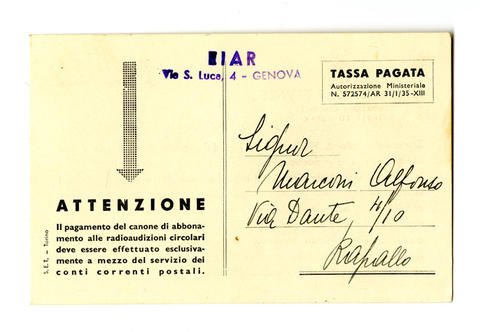 EIAR
Via S. Luca, 4 - GENOVA
TASSA PAGATA
Autorizzazione Ministeriale
N. 572574/AR 31/1/35-XIII
Signor
Marconi Alfonso
Via Dante, 4/10
Rapallo
ATTENZIONE
Il pagamento del canone di abbona-
mento alle radioaudizioni circolari
deve essere effettuato esclusiva-
mente a mezzo del servizio dei
conti correnti postali.
S.E.T. - Torino